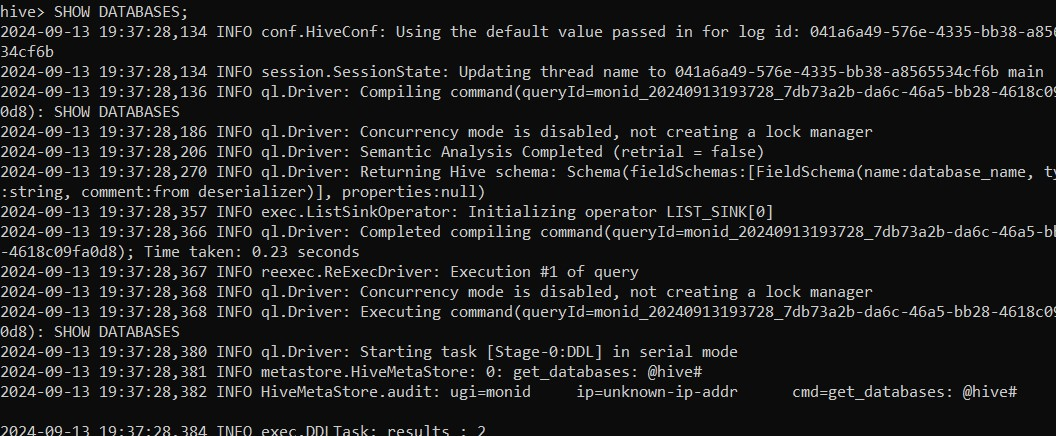 hive> SHOW DATABASES;
2024-09-13 19:37:28,134 INFO conf.HiveConf: Using the default value passed in for log id: 041a6a49-576e-4335-bb38-a856
34cf6b
2024-09-13 19:37:28,134 INFO session.SessionState: Updating thread name to 041a6a49-576e-4335-bb38-a8565534cf6b main
2024-09-13 19:37:28,136 INFO ql.Driver: Compiling command(queryId=monid_20240913193728_7db73a2b-da6c-46a5-bb28-4618c09
0d8): SHOW DATABASES
2024-09-13 19:37:28,186 INFO ql.Driver: Concurrency mode is disabled, not creating a lock manager
2024-09-13 19:37:28,206 INFO ql.Driver: Semantic Analysis Completed (retrial = false)
2024-09-13 19:37:28,270 INFO ql.Driver: Returning Hive schema: Schema(fieldSchemas:[FieldSchema(name:database_name, ty
:string, comment:from deserializer)], properties:null)
2024-09-13 19:37:28,357 INFO exec.ListSinkOperator: Initializing operator LIST_SINK[0]
2024-09-13 19:37:28,366 INFO ql.Driver: Completed compiling command(queryId=monid_20240913193728_7db73a2b-da6c-46a5-bb
-4618c09fa0d8); Time taken: 0.23 seconds
2024-09-13 19:37:28,367 INFO reexec.ReExecDriver: Execution #1 of query
2024-09-13 19:37:28,368 INFO ql.Driver: Concurrency mode is disabled, not creating a lock manager
2024-09-13 19:37:28,368 INFO ql.Driver: Executing command(queryId=monid_20240913193728_7db73a2b-da6c-46a5-bb28-4618c09
0d8): SHOW DATABASES
2024-09-13 19:37:28,380 INFO ql.Driver: Starting task [Stage-0:DDL] in serial mode
2024-09-13 19:37:28,381 INFO metastore.HiveMetaStore: 0: get_databases: @hive#
2024-09-13 19:37:28,382 INFO HiveMetaStore.audit: ugi=monid     ip=unknown-ip-addr      cmd=get_databases: @hive#
2024-09-13 19:37:28,384 INFO exec.DDLTask: results : 2